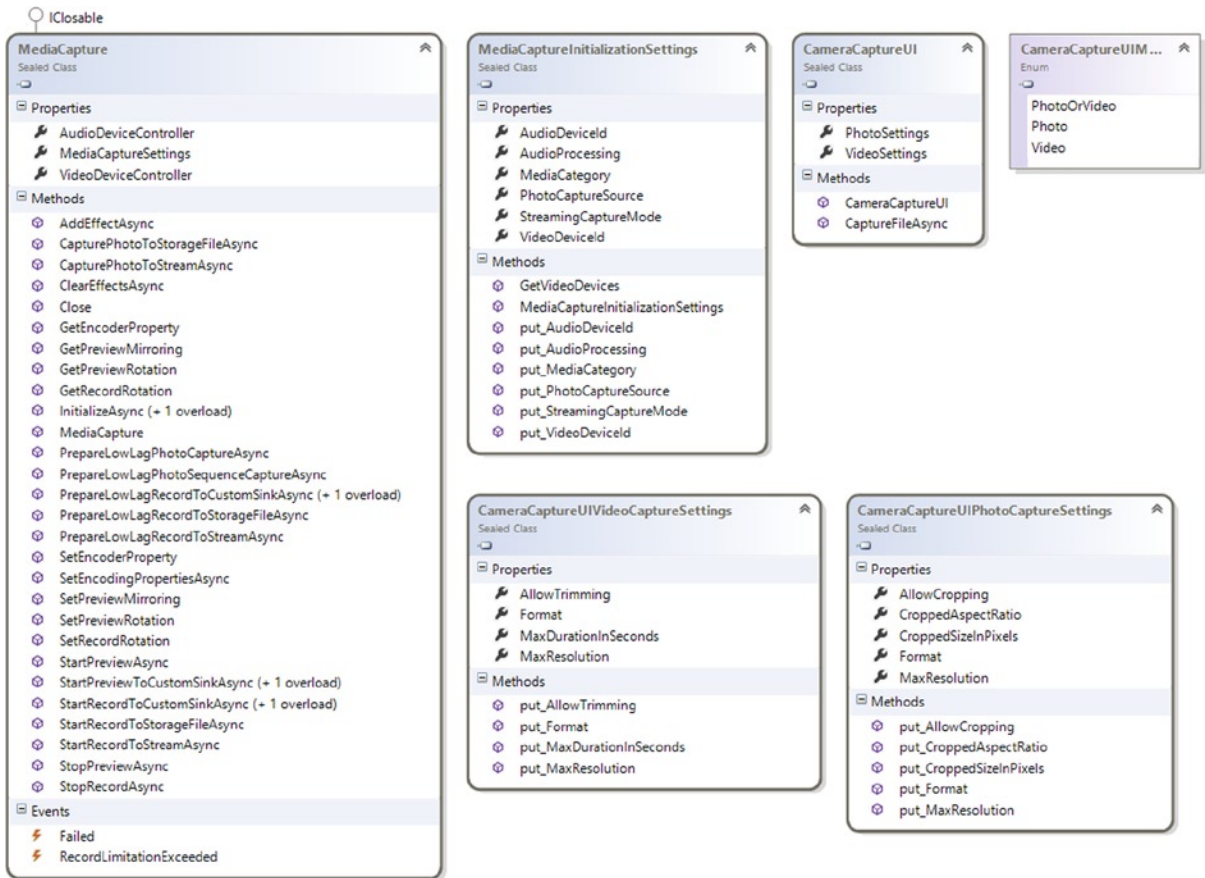 IClosable
MediaCapture
Sealed Class
Properties
AudioDeviceController
MediaCaptureSettings
VideoDeviceController
Methods
AddEffectAsync
CapturePhotoToStorageFileAsync
CapturePhotoToStreamAsync
ClearEffectsAsync
Close
GetEncoderProperty
GetPreviewMirroring
GetPreviewRotation
GetRecordRotation
InitializeAsync (+ 1 overload)
MediaCapture
PrepareLowLagPhotoCaptureAsync
PrepareLowLagPhotoSequenceCaptureAsync
PrepareLowLagRecordToCustomSinkAsync (+ 1 overload)
PrepareLowLagRecordToStorageFileAsync
PrepareLowLagRecordToStreamAsync
SetEncoderProperty
SetEncodingPropertiesAsync
SetPreviewMirroring
SetPreviewRotation
SetRecordRotation
StartPreviewAsync
StartPreviewToCustomSinkAsync (+ 1 overload)
StartRecordToCustomSinkAsync (+ 1 overload)
StartRecordToStorageFileAsync
StartRecordToStreamAsync
StopPreviewAsync
StopRecordAsync
Events
Failed
RecordLimitationExceeded
MediaCaptureInitializationSettings
Sealed Class
Properties
AudioDeviceId
AudioProcessing
MediaCategory
PhotoCaptureSource
StreamingCaptureMode
VideoDeviceId
Methods
GetVideoDevices
MediaCaptureInitializationSettings
put_AudioDeviceId
put_AudioProcessing
put_MediaCategory
put_PhotoCaptureSource
put_StreamingCaptureMode
put_VideoDeviceId
CameraCaptureUI
Sealed Class
Properties
PhotoSettings
VideoSettings
Methods
CameraCaptureUI
CaptureFileAsync
CameraCaptureUIM...
Enum
PhotoOrVideo
Photo
Video
CameraCaptureUIVideoCaptureSettings
Sealed Class
Properties
AllowTrimming
Format
MaxDurationInSeconds
MaxResolution
Methods
put_AllowTrimming
put_Format
put_MaxDurationInSeconds
put_MaxResolution
CameraCaptureUIPhotoCaptureSettings
Sealed Class
Properties
AllowCropping
CroppedAspectRatio
CroppedSizeInPixels
Format
MaxResolution
Methods
put_AllowCropping
put_CroppedAspectRatio
put_CroppedSizeInPixels
put_Format
put_MaxResolution